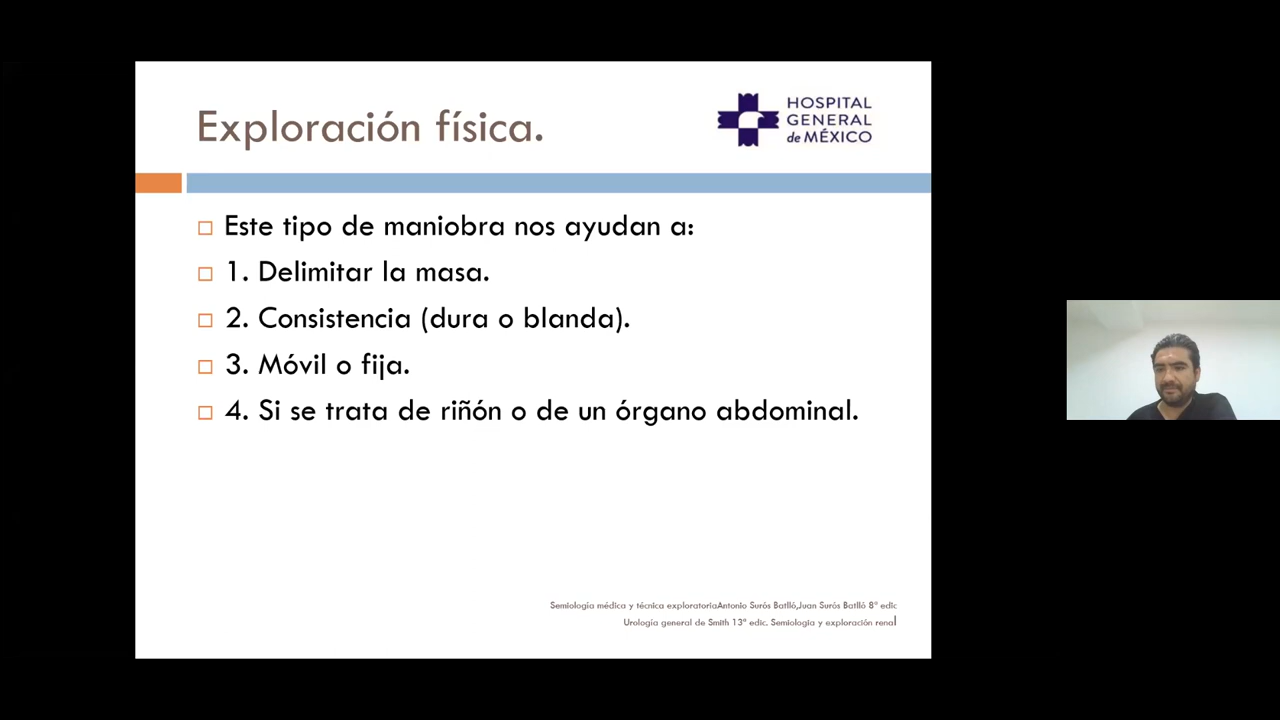 Exploración física.
HOSPITAL
GENERAL
de MÉXICO
Este tipo de maniobra nos ayudan a:
1. Delimitar la masa.
2. Consistencia (dura o blanda).
3. Móvil o fija.
4. Si se trata de riñón o de un órgano abdominal.
Semiología médica y técnica exploratoriaAntonio Surós Batlló,Juan Surós Batlló 8ª edic
Urología general de Smith 13ª edic. Semiología y exploración renal